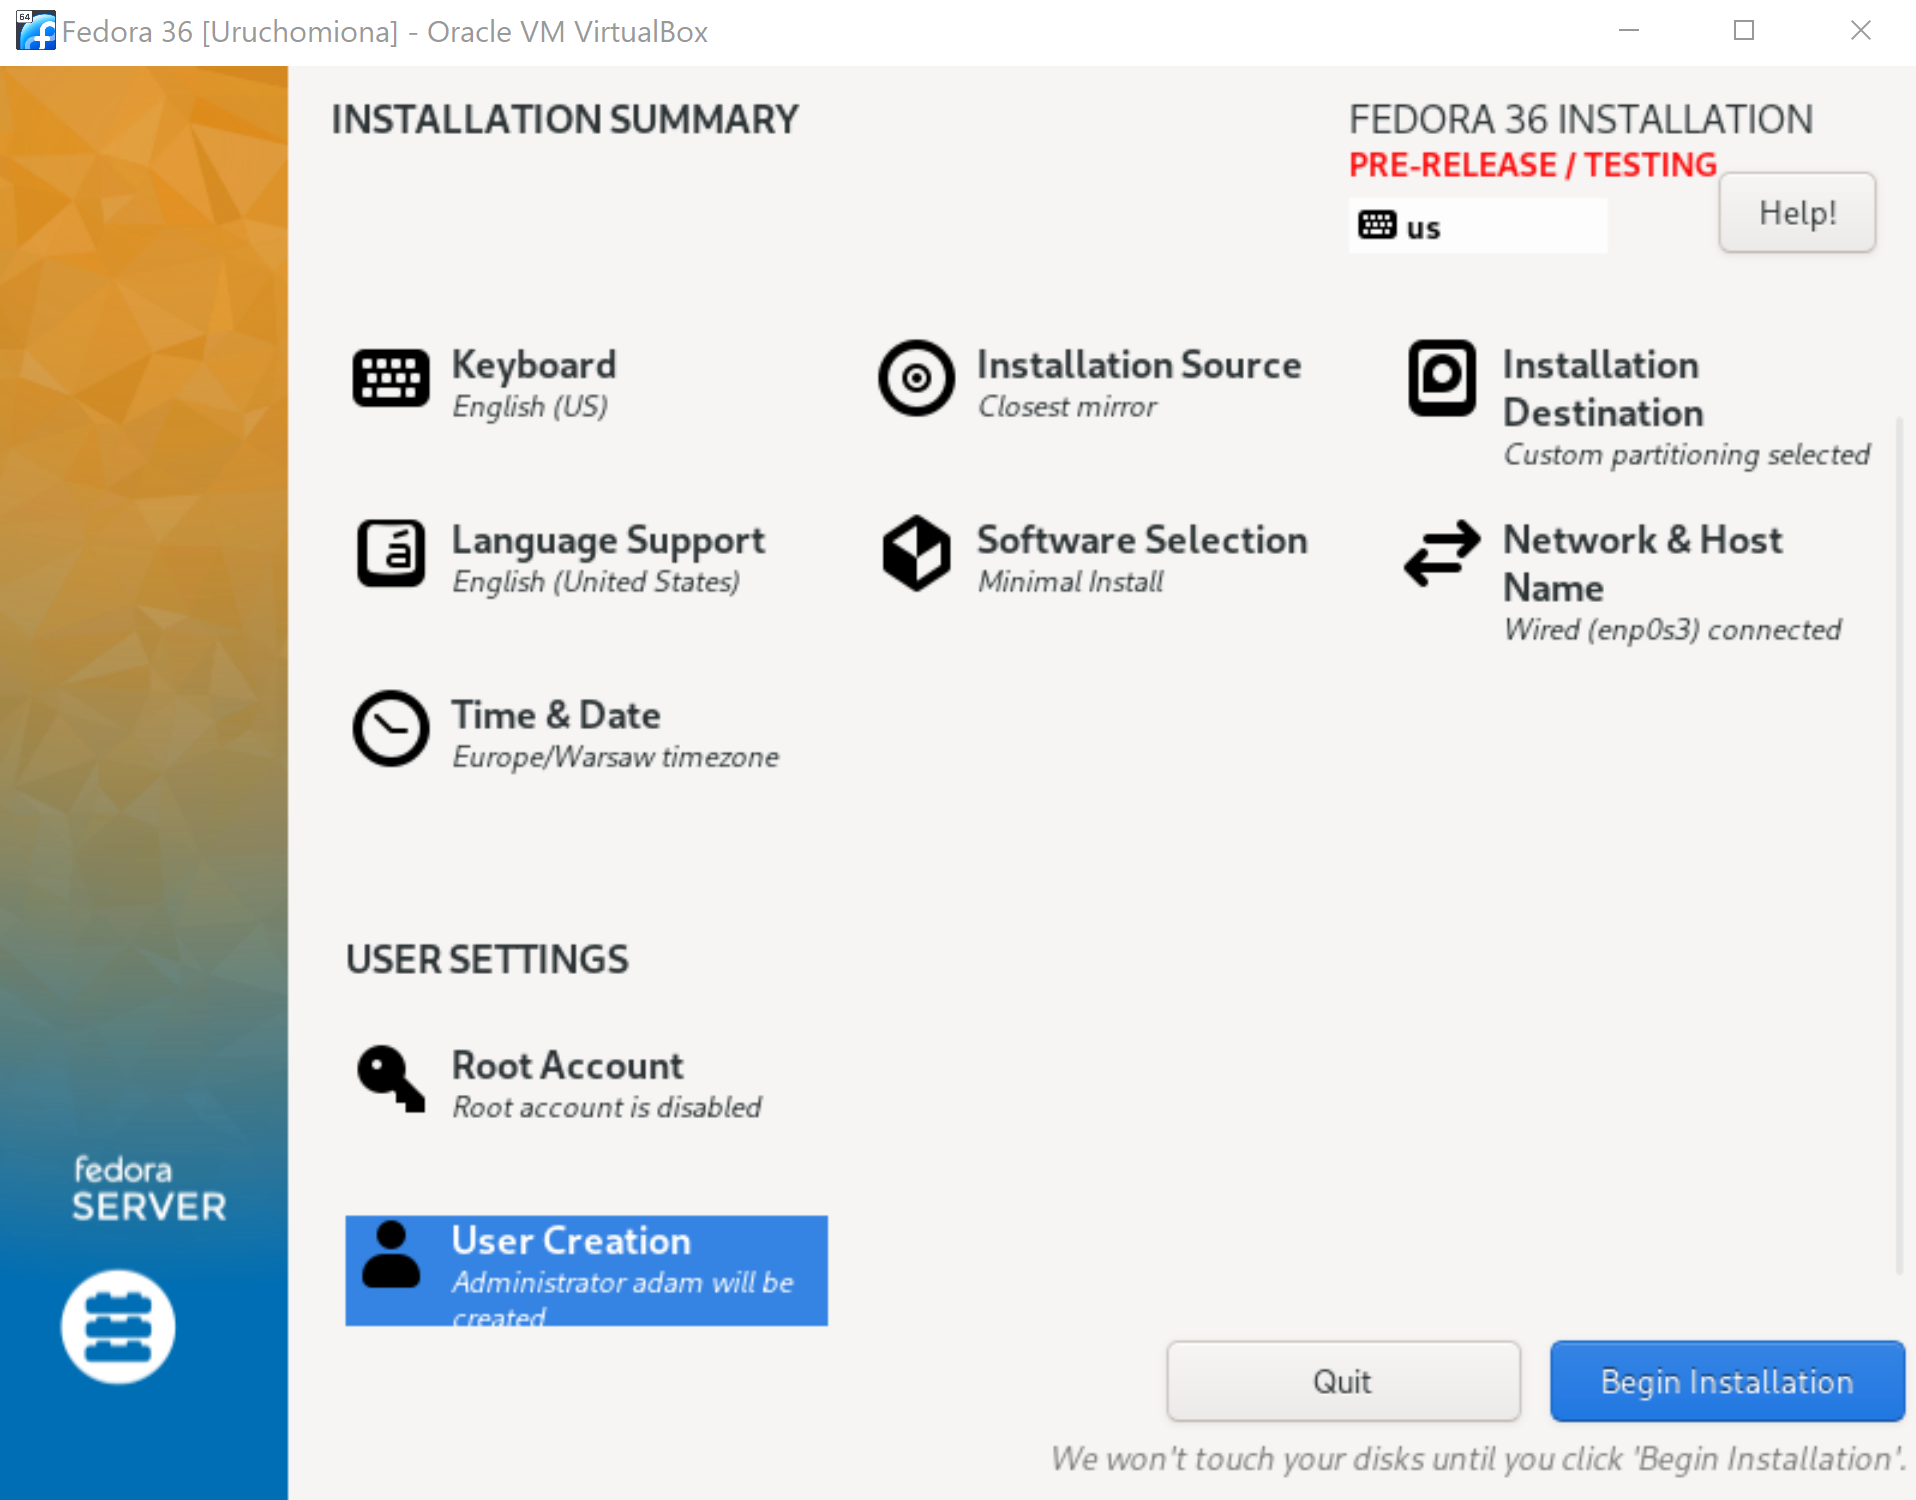 64
Fedora 36 [Uruchomiona] - Oracle VM VirtualBox
INSTALLATION SUMMARY
FEDORA 36 INSTALLATION
PRE-RELEASE / TESTING
us
Help!
Keyboard
English (US)
Installation Source
Closest mirror
Installation
Destination
Custom partitioning selected
Language Support
English (United States)
Software Selection
Minimal Install
Network & Host
Name
Wired (enp0s3) connected
Time & Date
Europe/Warsaw timezone
USER SETTINGS
Root Account
Root account is disabled
User Creation
Administrator adam will be
created
fedora
SERVER
Quit
Begin Installation
We won't touch your disks until you click 'Begin Installation'.